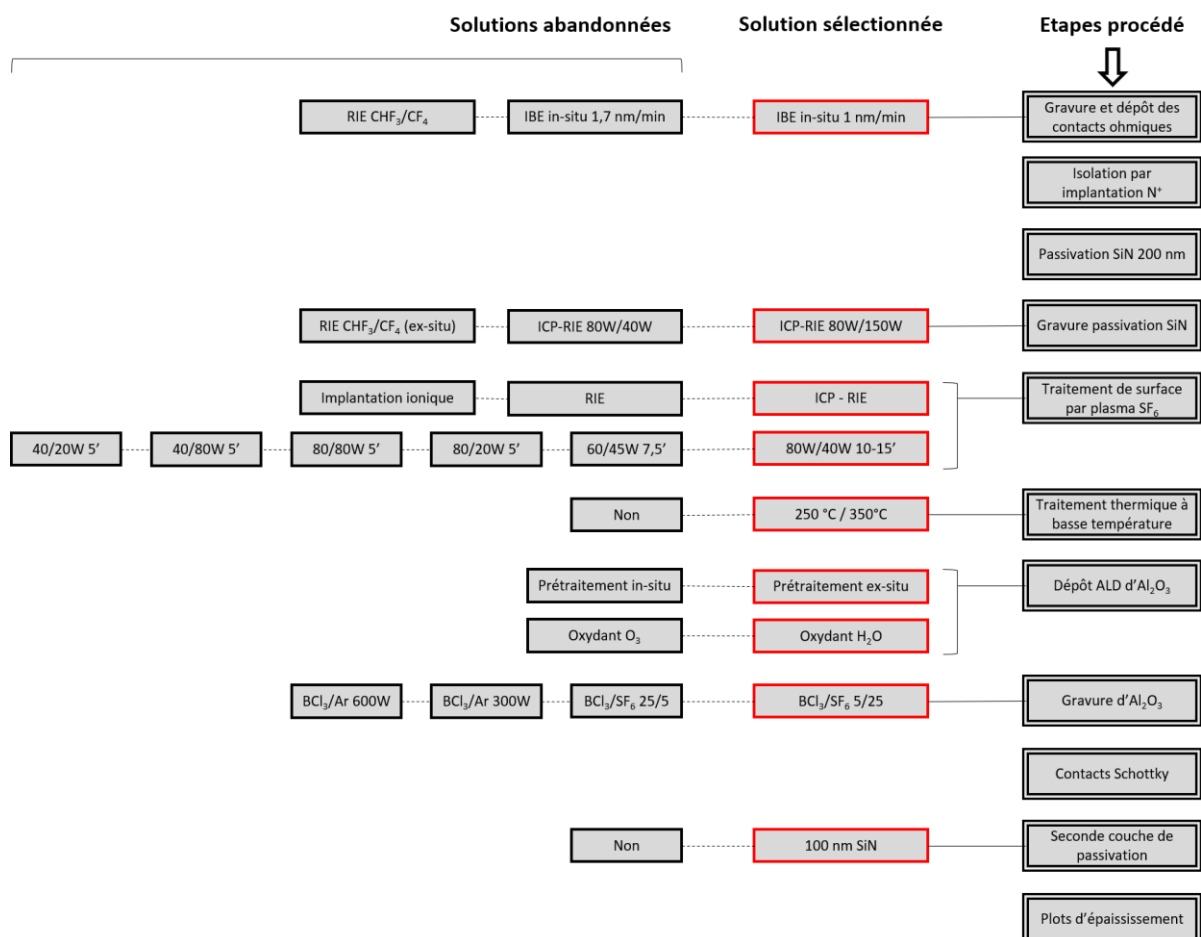 Solutions abandonnées Solution sélectionnée Etapes procédé
RIE CHF₃/CF₄ IBE in-situ 1,7 nm/min IBE in-situ 1 nm/min Gravure et dépôt des
contacts ohmiques
Isolation par
implantation N⁺
Passivation SiN 200 nm
RIE CHF₃/CF₄ (ex-situ) ICP-RIE 80W/40W ICP-RIE 80W/150W Gravure passivation SiN
Implantation ionique RIE ICP - RIE Traitement de surface
par plasma SF₆
40/20W 5’ 40/80W 5’ 80/80W 5’ 80/20W 5’ 60/45W 7,5’ 80W/40W 10-15’
Non 250 °C / 350°C Traitement thermique à
basse température
Prétraitement in-situ Prétraitement ex-situ Dépôt ALD d’Al₂O₃
Oxydant O₃ Oxydant H₂O
BCl₃/Ar 600W BCl₃/Ar 300W BCl₃/SF₆ 25/5 BCl₃/SF₆ 5/25 Gravure d’Al₂O₃
Contacts Schottky
Non 100 nm SiN Seconde couche de
passivation
Plots d’épaississement